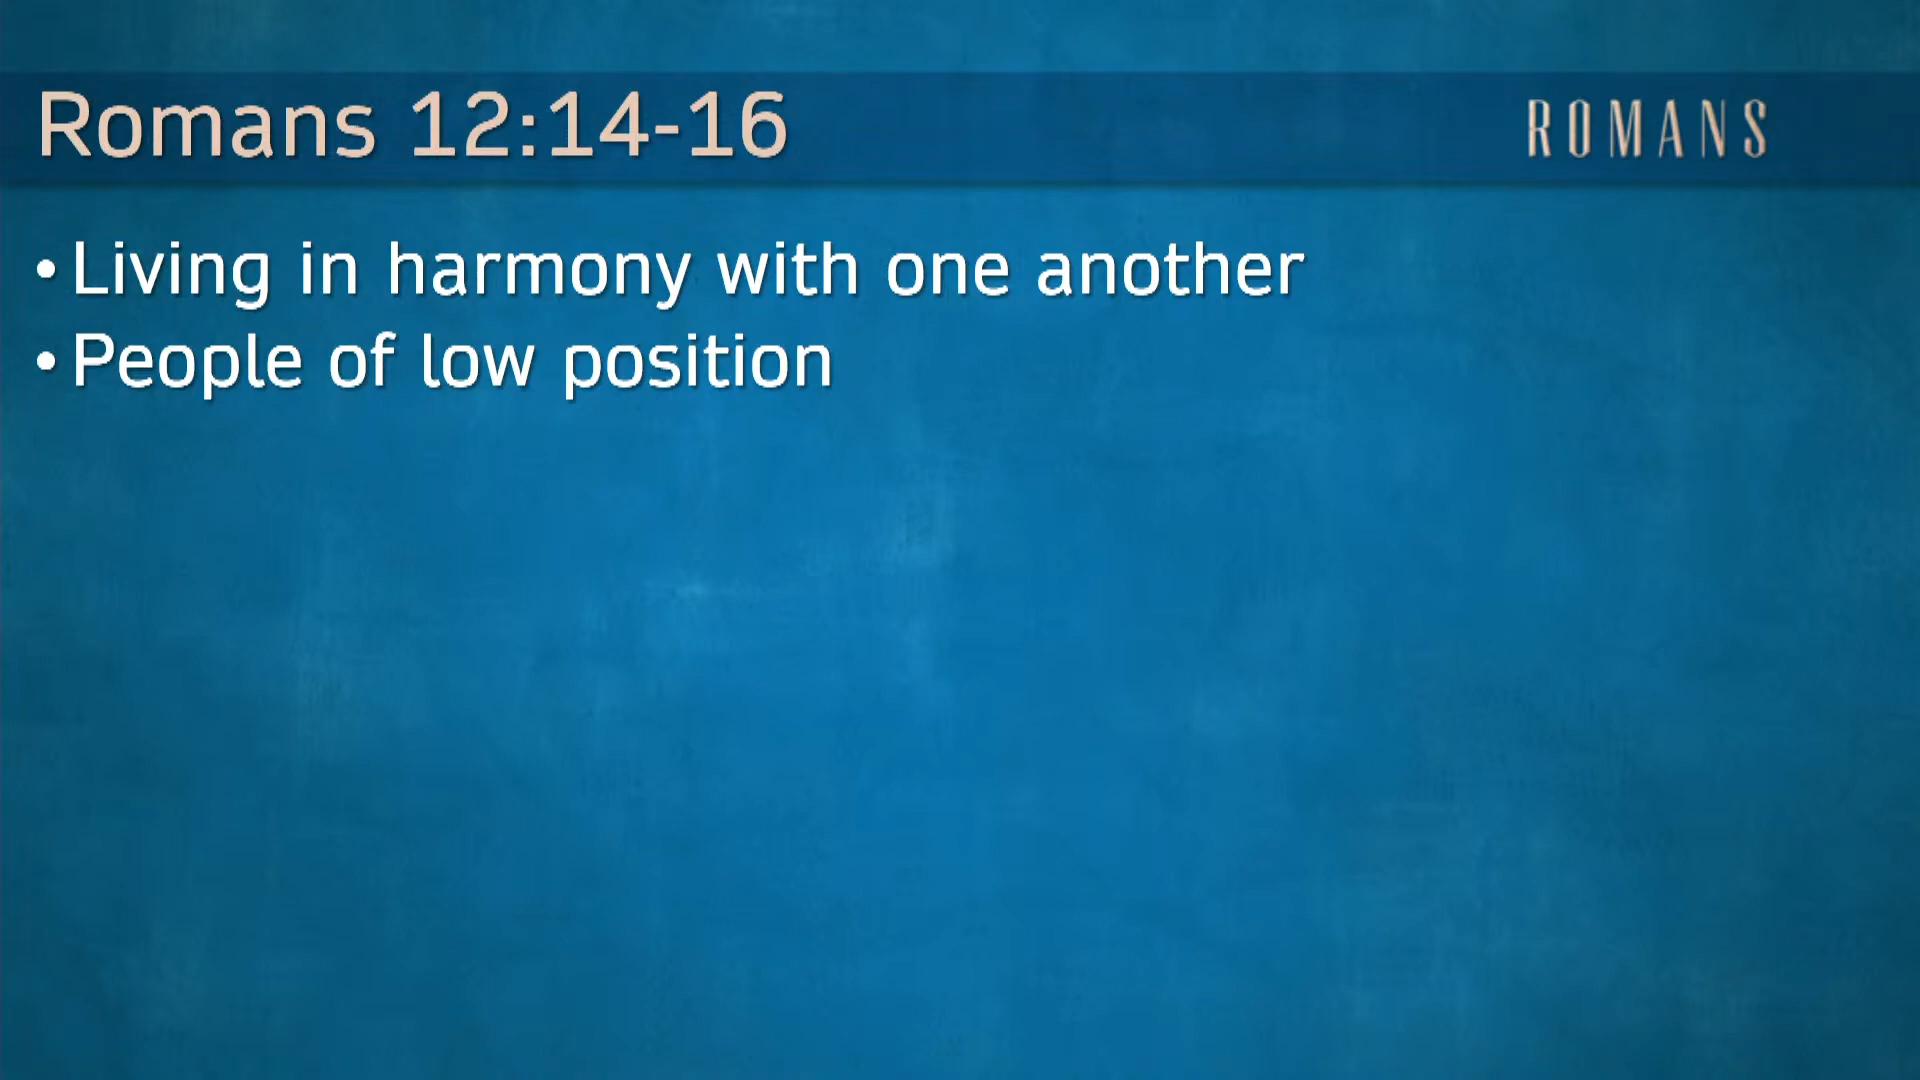 Romans 12:14-16
ROMANS
• Living in harmony with one another
• People of low position